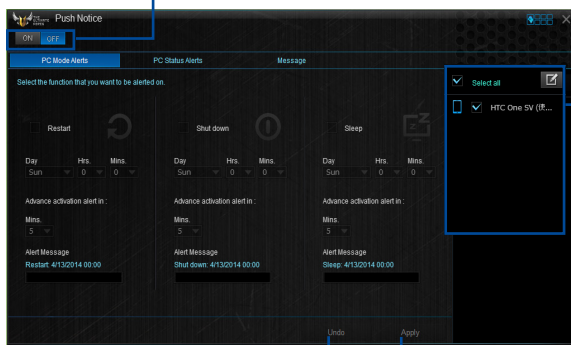 THE ULTIMATE FORCE Push Notice
ON OFF
PC Mode Alerts PC Status Alerts Message
Select the function that you want to be alerted on.
Select all
HTC One SV (使...
Restart Shut down Sleep
Day Hrs. Mins. Day Hrs. Mins. Day Hrs. Mins.
Sun 0 0 Sun 0 0 Sun 0 0
Advance activation alert in : Advance activation alert in : Advance activation alert in :
Mins. Mins. Mins.
5 5 5
Alert Message Alert Message Alert Message
Restart: 4/13/2014 00:00 Shut down: 4/13/2014 00:00 Sleep: 4/13/2014 00:00
Undo Apply